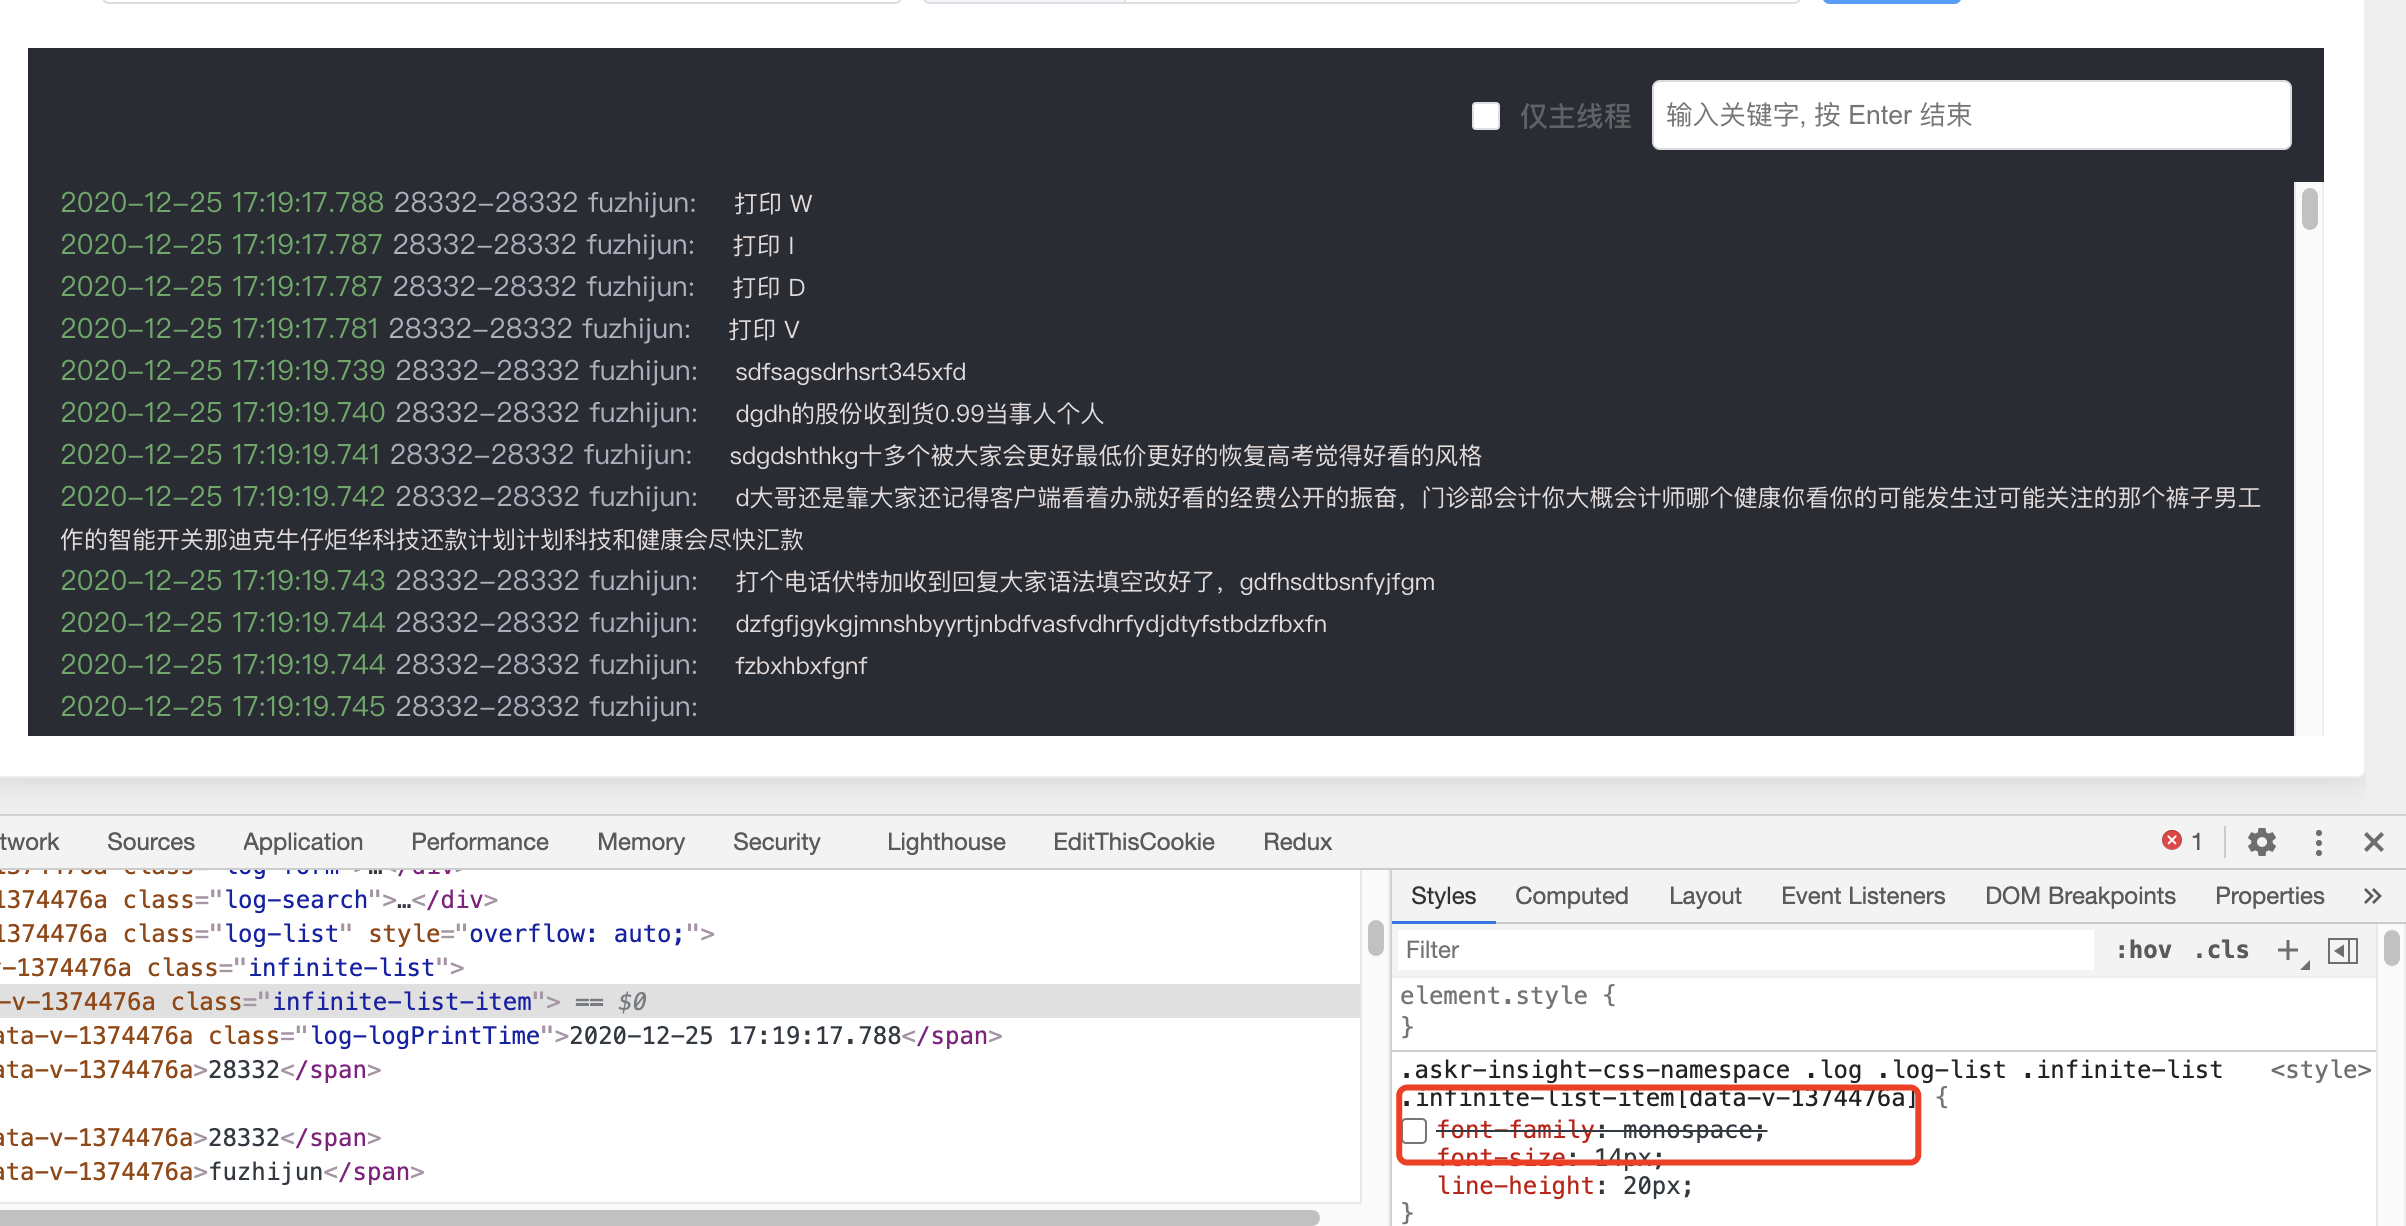 仅主线程
输入关键字, 按 Enter 结束
2020-12-25 17:19:17.788 28332-28332 fuzhijun: 打印 W
2020-12-25 17:19:17.787 28332-28332 fuzhijun: 打印 I
2020-12-25 17:19:17.787 28332-28332 fuzhijun: 打印 D
2020-12-25 17:19:17.781 28332-28332 fuzhijun: 打印 V
2020-12-25 17:19:19.739 28332-28332 fuzhijun: sdfsagsdrhsrt345xfd
2020-12-25 17:19:19.740 28332-28332 fuzhijun: dgdh的股份收到货0.99当事人个人
2020-12-25 17:19:19.741 28332-28332 fuzhijun: sdgdshthkg十多个被大家会更好最低价更好的恢复高考觉得好看的风格
2020-12-25 17:19:19.742 28332-28332 fuzhijun: d大哥还是靠大家还记得客户端看着办就好看的经费公开的振奋，门诊部会计你大概会计师哪个健康你看你的可能发生过可能关注的那个裤子男工
作的智能开关那迪克牛仔炬华科技还款计划计划科技和健康会尽快汇款
2020-12-25 17:19:19.743 28332-28332 fuzhijun: 打个电话伏特加收到回复大家语法填空改好了，gdfhsdtbsnfyjfgm
2020-12-25 17:19:19.744 28332-28332 fuzhijun: dzfgfjgykgjmnshbyyrtjnbdfvasfvdhrfydjdtyfstbdzfbxfn
2020-12-25 17:19:19.744 28332-28332 fuzhijun: fzbxhbxfgnf
2020-12-25 17:19:19.745 28332-28332 fuzhijun:
twork Sources Application Performance Memory Security Lighthouse EditThisCookie Redux 1
1374476a class="log-form">…</div>
1374476a class="log-search">…</div>
1374476a class="log-list" style="overflow: auto;">
-1374476a class="infinite-list">
-v-1374476a class="infinite-list-item"> == $0
ata-v-1374476a class="log-logPrintTime">2020-12-25 17:19:17.788</span>
ata-v-1374476a>28332</span>
ata-v-1374476a>28332</span>
ata-v-1374476a>fuzhijun</span>
Styles Computed Layout Event Listeners DOM Breakpoints Properties »
Filter :hov .cls +
element.style {
}
.askr-insight-css-namespace .log .log-list .infinite-list <style>
.infinite-list-item[data-v-1374476a] {
font-family: monospace;
font-size: 14px;
line-height: 20px;
}